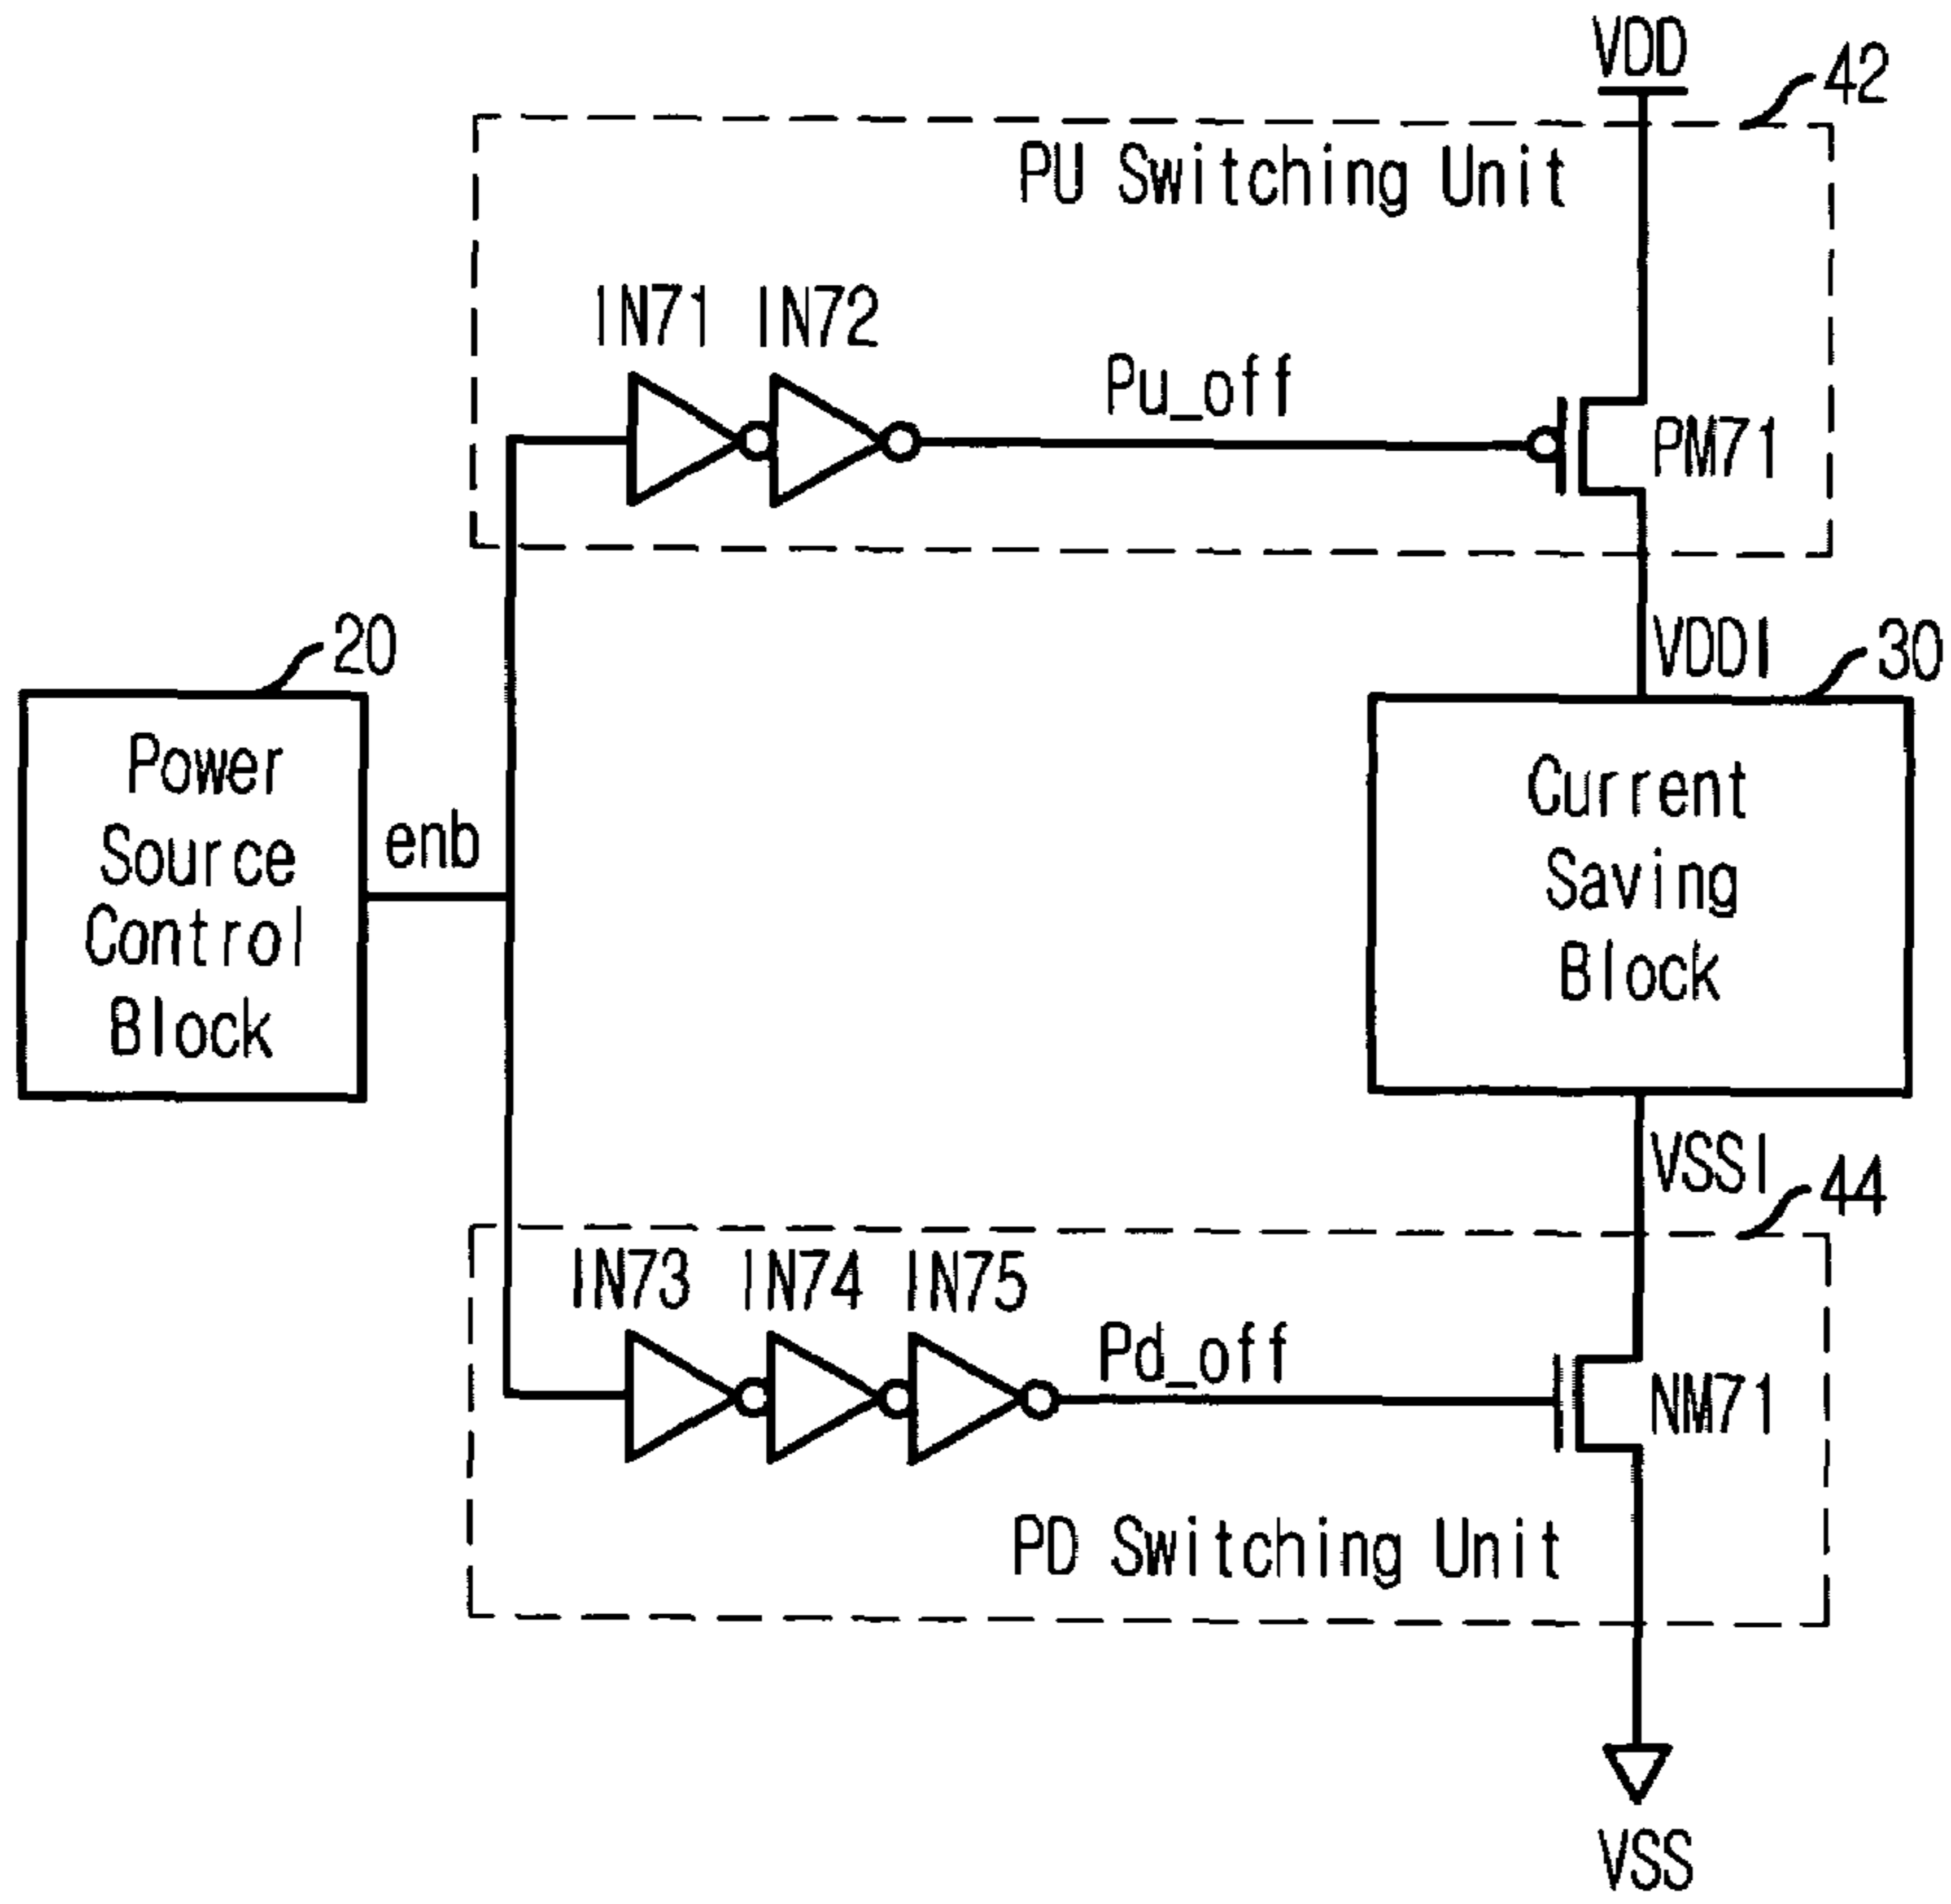 VDD
42
PU Switching Unit
IN71 IN72
Pu_off
PM71
20
VDDI
30
Power
Source
Control
Block
enb
Current
Saving
Block
VSSI
44
IN73 IN74 IN75
Pd_off
NM71
PD Switching Unit
VSS